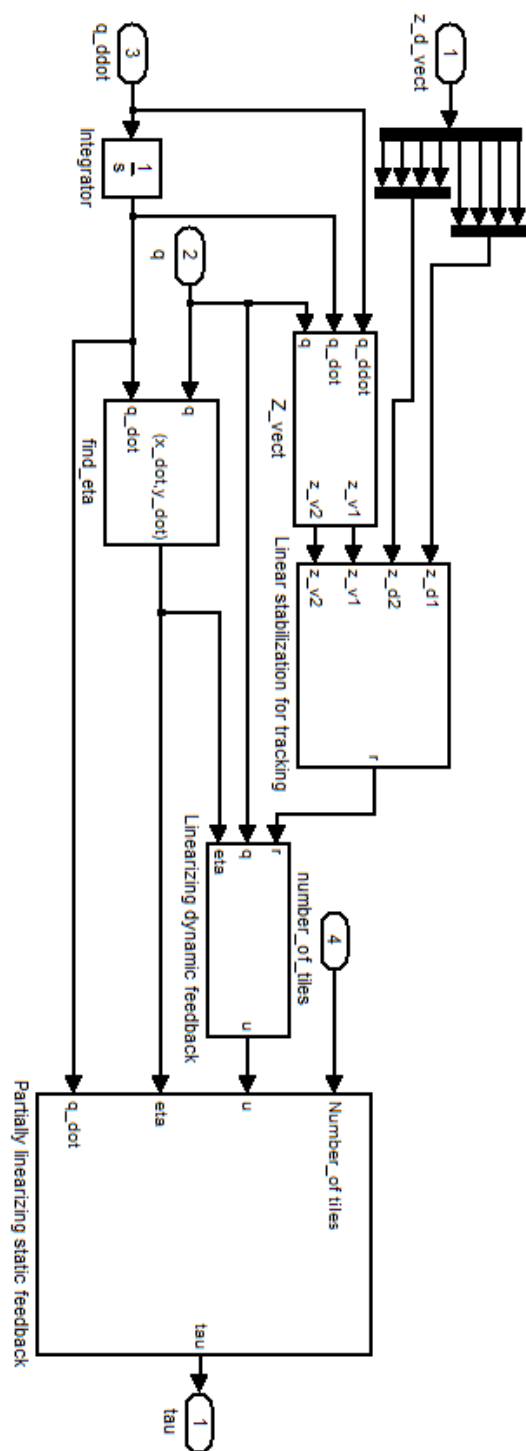 1
z_d_vect
3
q_ddot
1
s
Integrator
2
q
q_ddot
q_dot
q
z_v1
z_v2
Z_vect
q
q_dot
(x_dot,y_dot)
find_eta
z_d1
z_d2
z_v1
z_v2
r
Linear stabilization for tracking
r
q
eta
u
Linearizing dynamic feedback
4
number_of_tiles
Number_of tiles
u
eta
q_dot
tau
Partially linearizing static feedback
1
tau